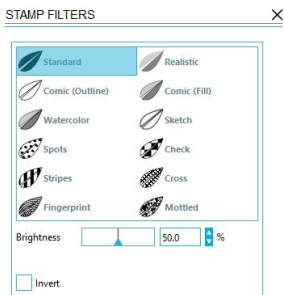 STAMP FILTERS
Standard Realistic
Comic (Outline) Comic (Fill)
Watercolor Sketch
Spots Check
Stripes Cross
Fingerprint Mottled
Brightness 50.0 %
Invert